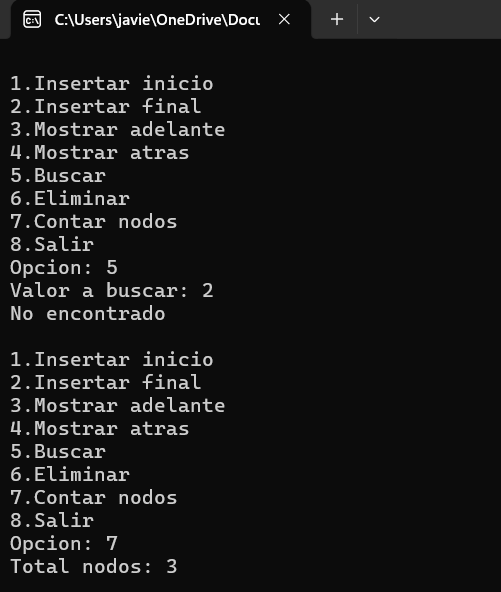 C:\Users\javie\OneDrive\Docu
1.Insertar inicio
2.Insertar final
3.Mostrar adelante
4.Mostrar atras
5.Buscar
6.Eliminar
7.Contar nodos
8.Salir
Opcion: 5
Valor a buscar: 2
No encontrado
1.Insertar inicio
2.Insertar final
3.Mostrar adelante
4.Mostrar atras
5.Buscar
6.Eliminar
7.Contar nodos
8.Salir
Opcion: 7
Total nodos: 3